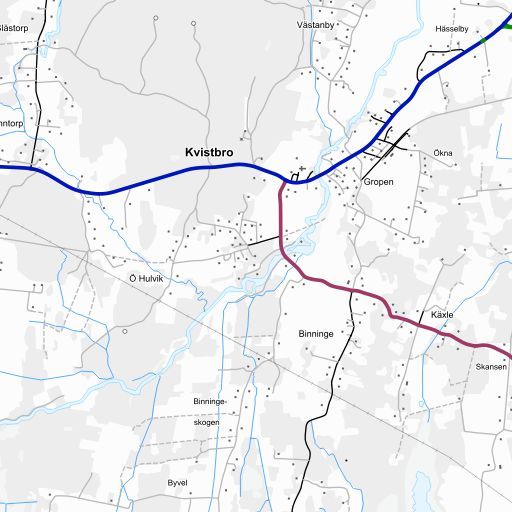 Västanby
Hässelby
Kvistbro
Ökna
Gropen
Ö Hulvik
Käxle
Binninge
Skansen
Binninge-
skogen
Byvel